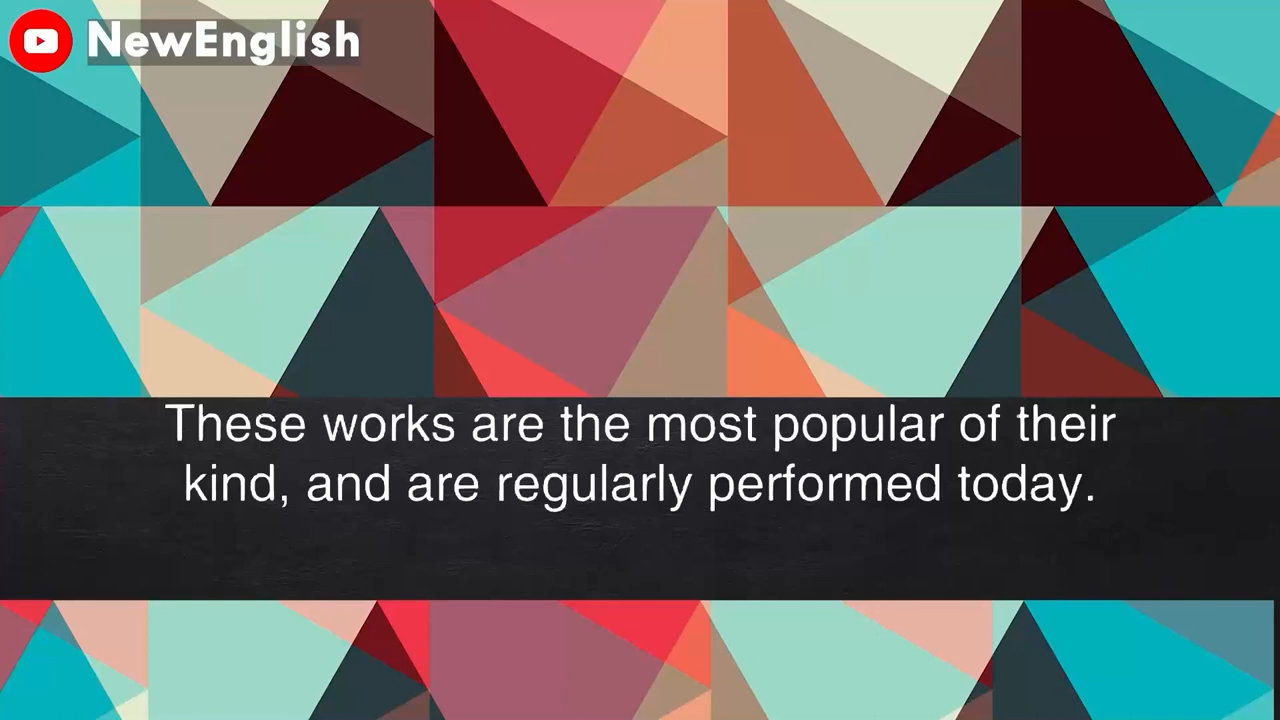 NewEnglish
These works are the most popular of their
kind, and are regularly performed today.